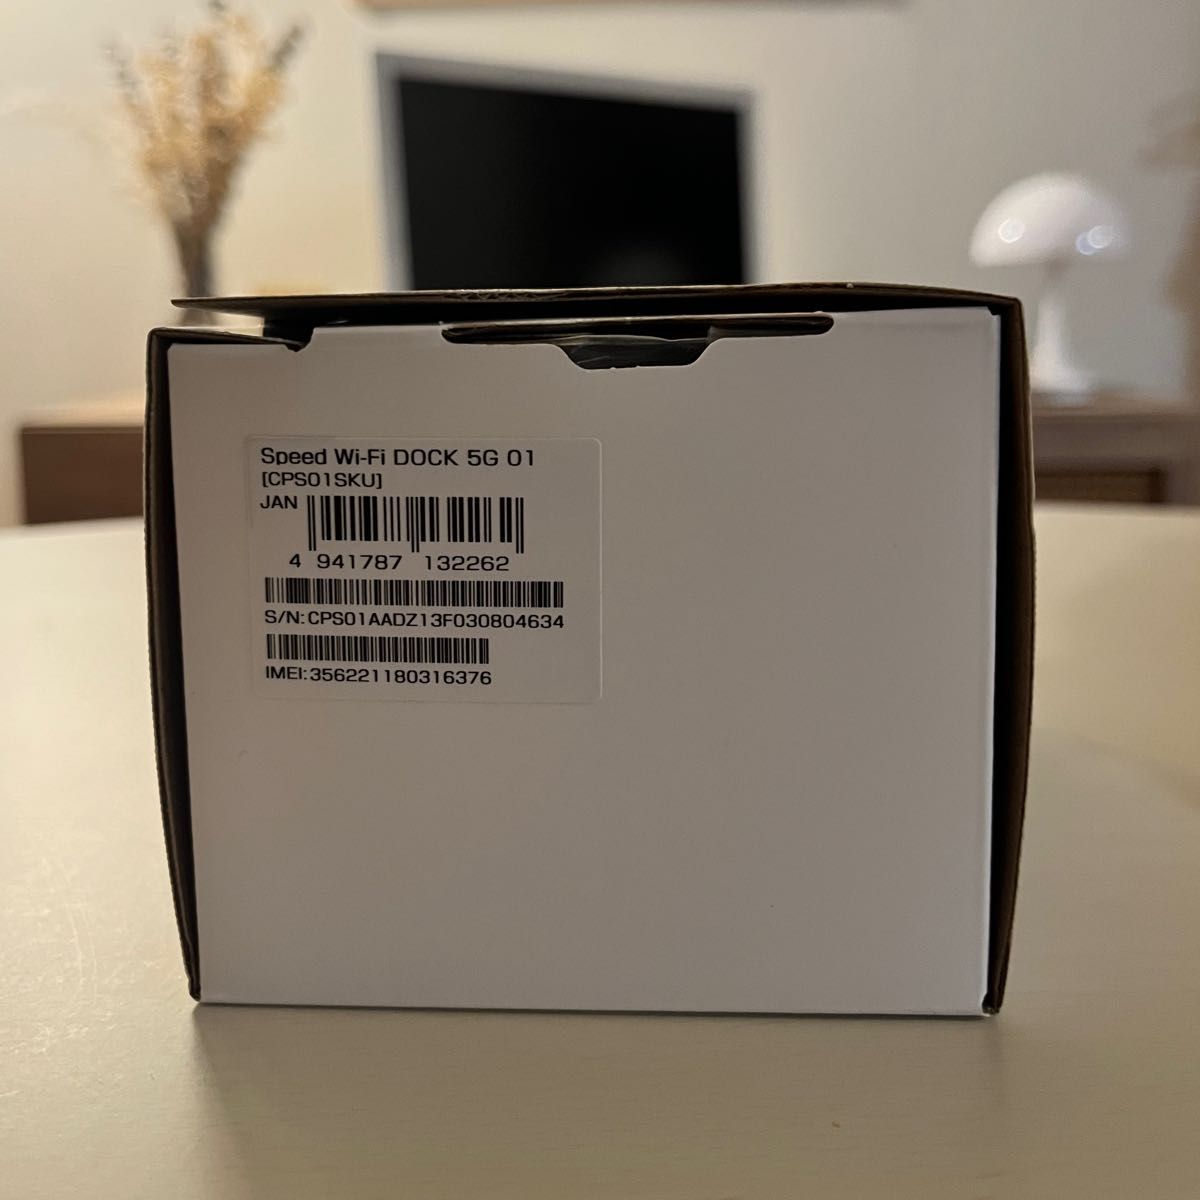 Speed Wi-Fi DOCK 5G 01
[CPS01SKU]
JAN
4 941787 132262
S/N:CPS01AADZ13F030804634
IMEI:356221180316376